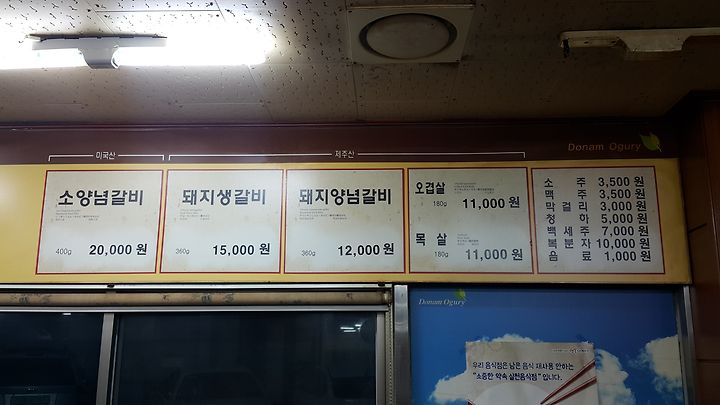 미국산
제주산
Donam Ogury
소양념갈비
400g 20,000 원
돼지생갈비
360g 15,000 원
돼지양념갈비
360g 12,000 원
오겹살
180g 11,000 원
목 살
180g 11,000 원
소 주 3,500 원
맥 주 3,500 원
막 걸 리 3,000 원
청 하 5,000 원
백 세 주 7,000 원
복 분 자 10,000 원
음 료 1,000 원
Donam Ogury
우리 음식점은 남은 음식 재사용 안하는
"소중한 약속 실천음식점" 입니다.